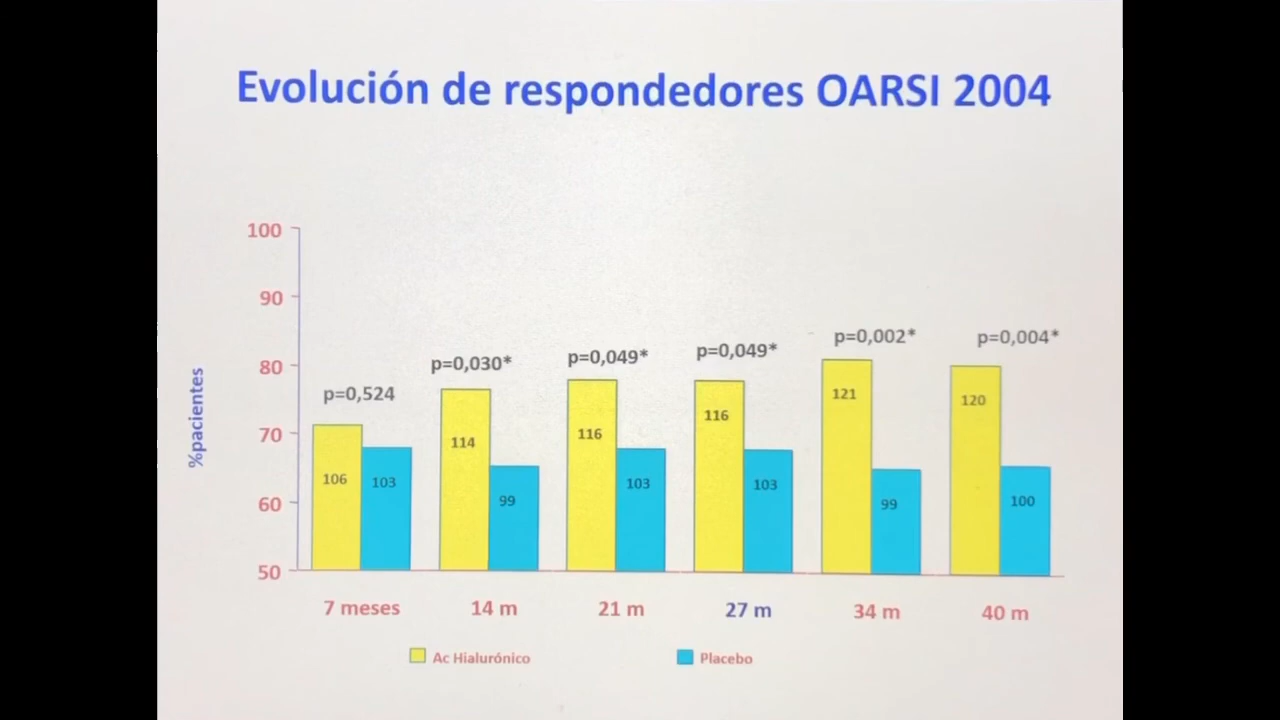 Evolución de respondedores OARSI 2004
100
90
80
70
60
50
%pacientes
p=0,524
p=0,030*
p=0,049*
p=0,049*
p=0,002*
p=0,004*
106
103
114
99
116
103
116
103
121
99
120
100
7 meses
14 m
21 m
27 m
34 m
40 m
Ac Hialurónico
Placebo